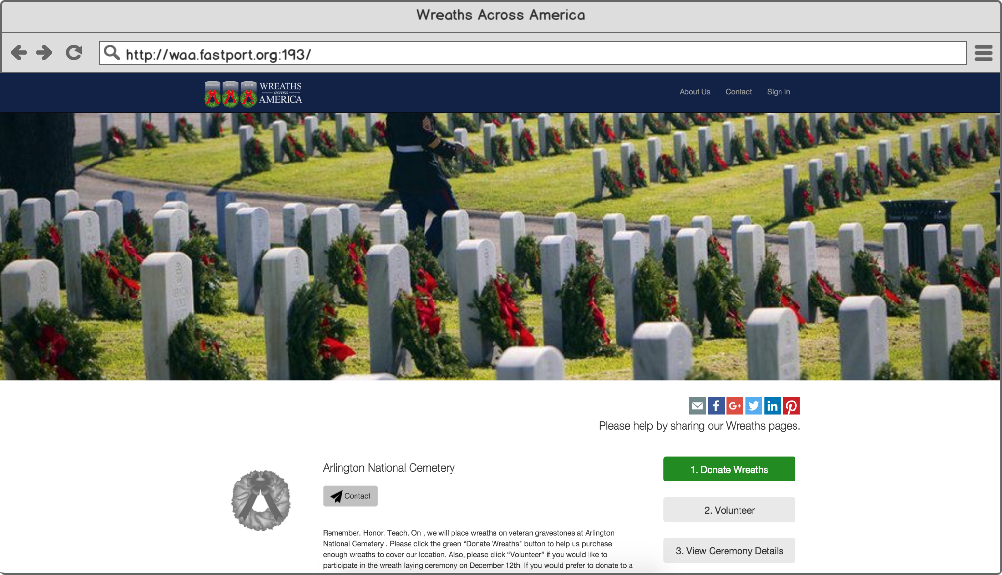 Wreaths Across America
http://waa.fastport.org:193/
WREATHS
ACROSS
AMERICA
About Us Contact Sign In
Please help by sharing our Wreaths pages.
Arlington National Cemetery
Contact
Remember. Honor. Teach. On , we will place wreaths on veteran gravestones at Arlington
National Cemetery . Please click the green "Donate Wreaths" button to help us purchase
enough wreaths to cover our location. Also, please click "Volunteer" if you would like to
participate in the wreath laying ceremony on December 12th. If you would prefer to donate to a
1. Donate Wreaths
2. Volunteer
3. View Ceremony Details